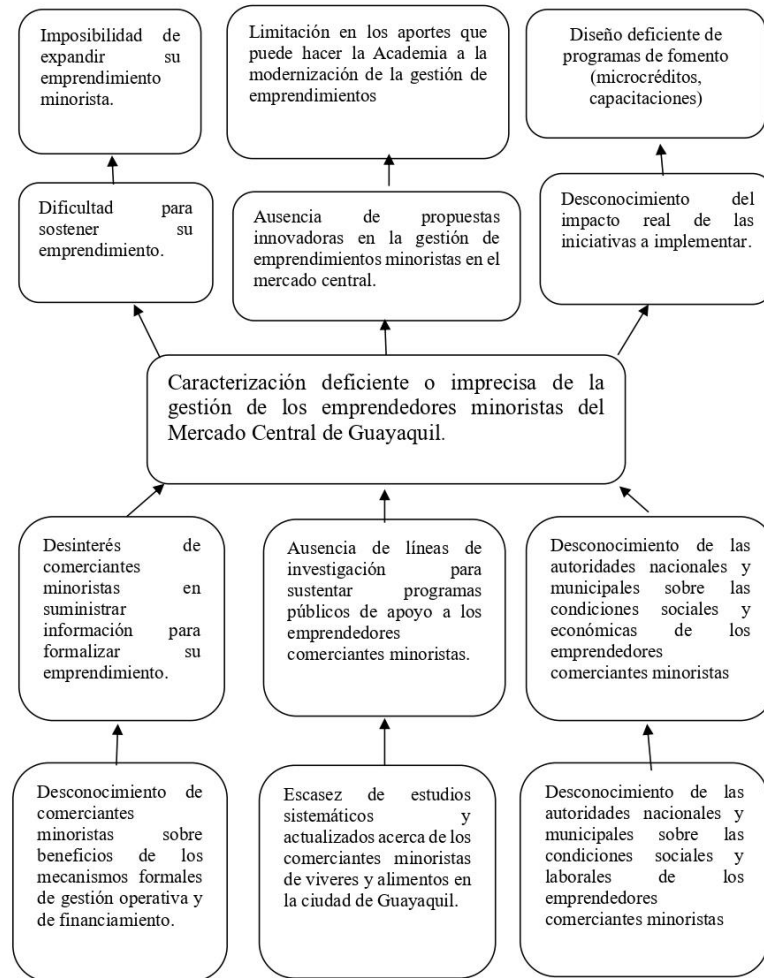 Imposibilidad de
expandir su
emprendimiento
minorista.
Limitación en los aportes que
puede hacer la Academia a la
modernización de la gestión de
emprendimientos
Diseño deficiente de
programas de fomento
(microcréditos,
capacitaciones)
Dificultad para
sostener su
emprendimiento.
Ausencia de propuestas
innovadoras en la gestión de
emprendimientos minoristas en el
mercado central.
Desconocimiento del
impacto real de las
iniciativas a implementar.
Caracterización deficiente o imprecisa de la
gestión de los emprendedores minoristas del
Mercado Central de Guayaquil.
Desinterés de
comerciantes
minoristas en
suministrar
información para
formalizar su
emprendimiento.
Ausencia de líneas de
investigación para
sustentar programas
públicos de apoyo a los
emprendedores
comerciantes minoristas.
Desconocimiento de las
autoridades nacionales y
municipales sobre las
condiciones sociales y
económicas de los
emprendedores
comerciantes minoristas
Desconocimiento de
comerciantes
minoristas sobre
beneficios de los
mecanismos formales
de gestión operativa y
de financiamiento.
Escasez de estudios
sistemáticos y
actualizados acerca de los
comerciantes minoristas
de viveres y alimentos en
la ciudad de Guayaquil.
Desconocimiento de las
autoridades nacionales y
municipales sobre las
condiciones sociales y
laborales de los
emprendedores
comerciantes minoristas